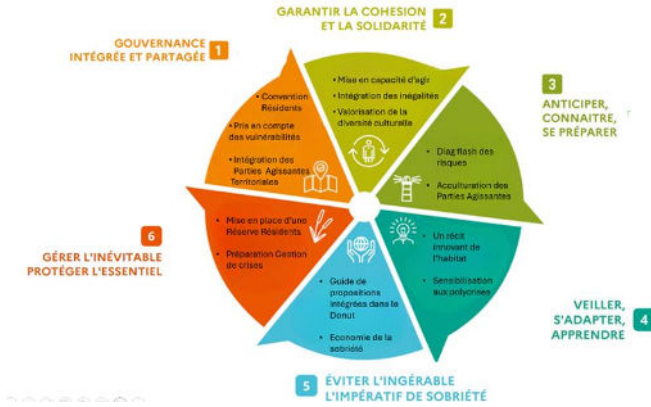 GOUVERNANCE
INTÉGRÉE ET PARTAGÉE
1
• Convention
Résidents
• Pris en compte
des vulnérabilités
• Intégration des
Parties Agissantes
Territoriales
GARANTIR LA COHESION
ET LA SOLIDARITÉ
2
• Mise en capacité d'agir
• Intégration des inégalités
• Valorisation de la
diversité culturelle
3
ANTICIPER,
CONNAITRE,
SE PRÉPARER
• Diag flash des
risques
• Acculturation des
Parties Agissantes
VEILLER,
S'ADAPTER,
APPRENDRE
4
• Un récit
innovant de
l'habitat
• Sensibilisation
aux polycrises
5
ÉVITER L'INGÉRABLE
L'IMPÉRATIF DE SOBRIÉTÉ
• Guide de
propositions
Intégrées dans le
Donut
• Economie de la
sobriété
6
GÉRER L'INÉVITABLE
PROTÉGER L'ESSENTIEL
• Mise en place d'une
Réserve Résidents
• Préparation Gestion
de crises